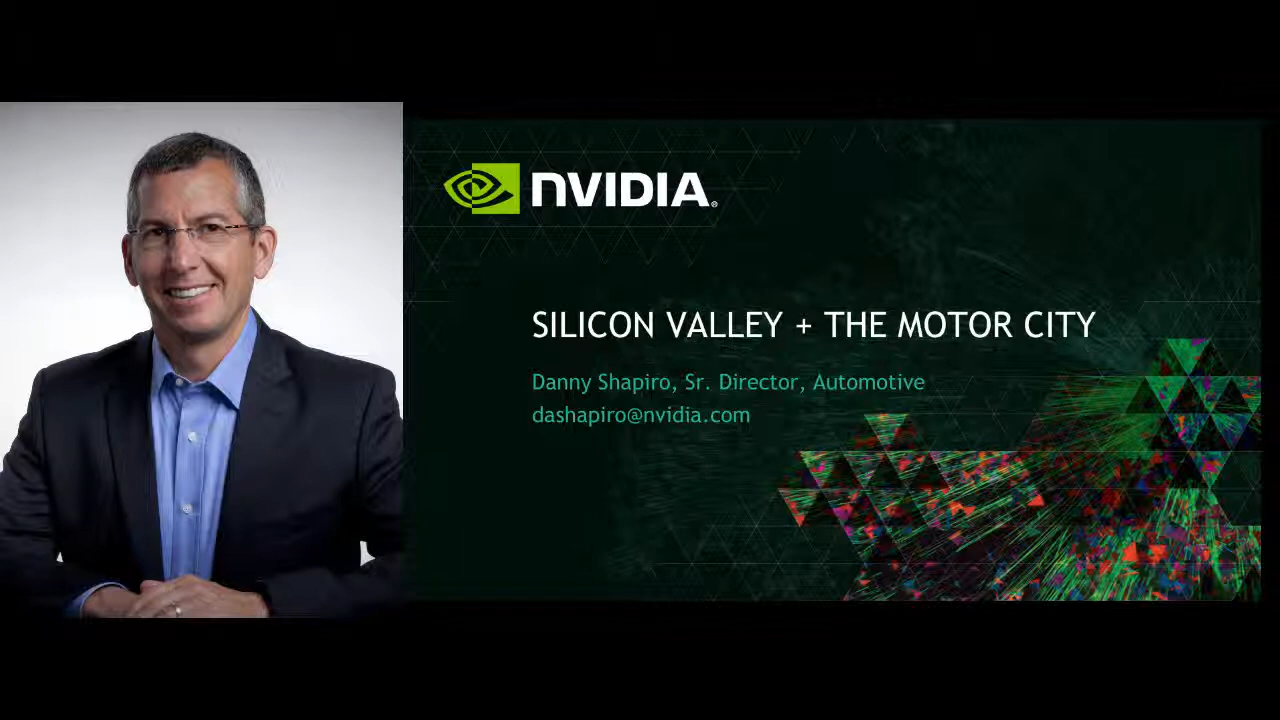 NVIDIA®
SILICON VALLEY + THE MOTOR CITY
Danny Shapiro, Sr. Director, Automotive
dashapiro@nvidia.com